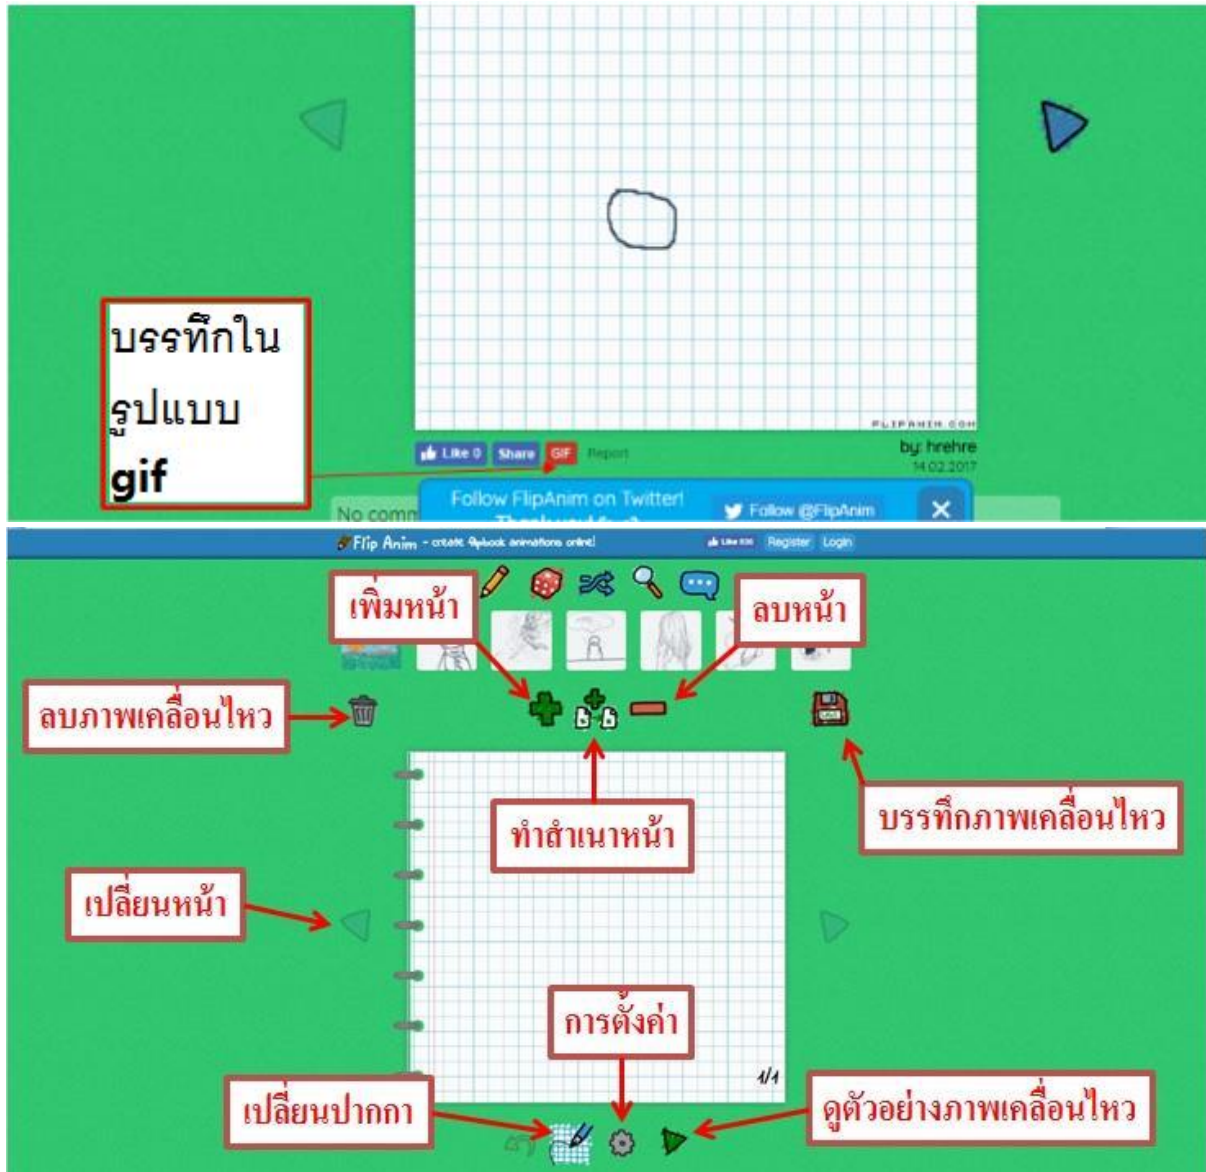 บรรทึกใน
รูปแบบ
gif
FLIPANIM.COM
Like 0 Share GIF Report
by: hrehre
14.02.2017
Follow FlipAnim on Twitter!
Follow @FlipAnim
No comm
Flip Anim - create flipbook animations online!
Like Register Login
เพิ่มหน้า
ลบหน้า
ลบภาพเคลื่อนไหว
ทำสำเนาหน้า
บรรทึกภาพเคลื่อนไหว
เปลี่ยนหน้า
การตั้งค่า
1/1
เปลี่ยนปากกา
ดูตัวอย่างภาพเคลื่อนไหว